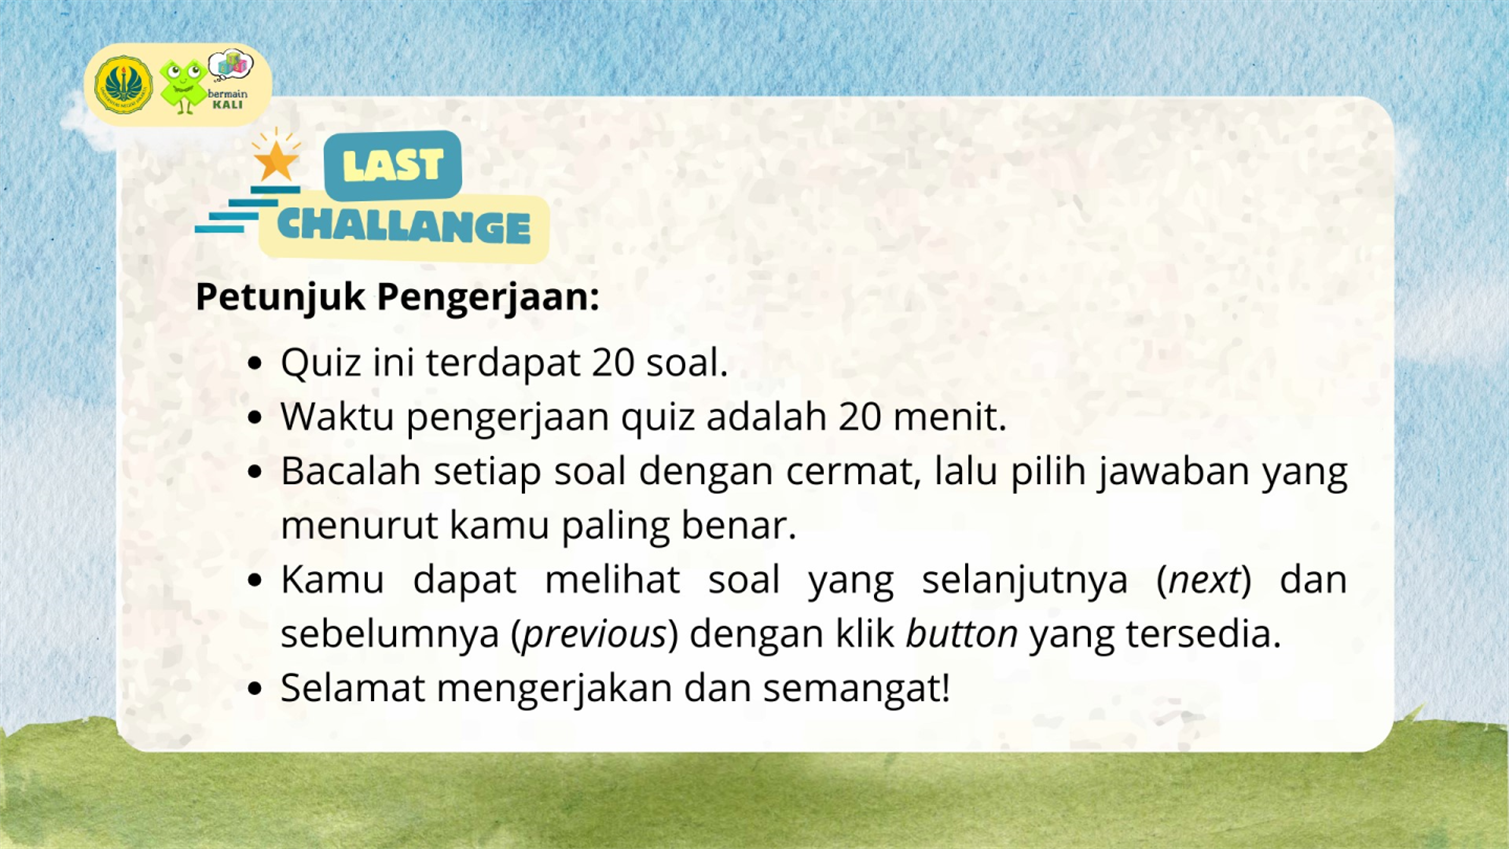 bermain
KALI
LAST
CHALLANGE
Petunjuk Pengerjaan:
• Quiz ini terdapat 20 soal.
• Waktu pengerjaan quiz adalah 20 menit.
• Bacalah setiap soal dengan cermat, lalu pilih jawaban yang
menurut kamu paling benar.
• Kamu dapat melihat soal yang selanjutnya (next) dan
sebelumnya (previous) dengan klik button yang tersedia.
• Selamat mengerjakan dan semangat!